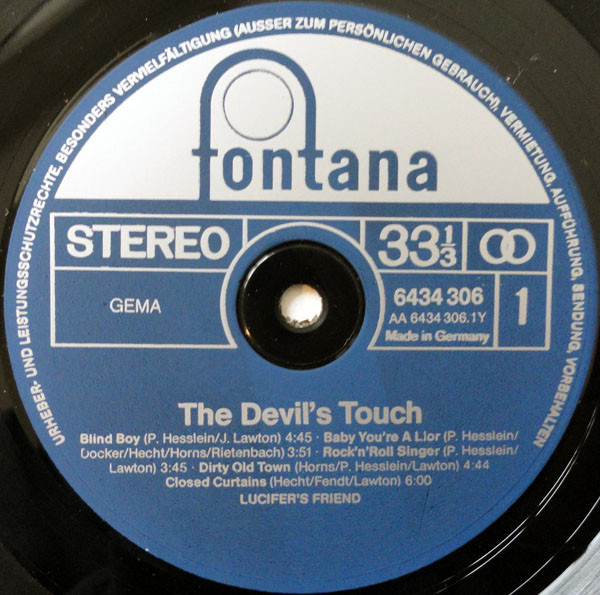 URHEBER- UND LEISTUNGSSCHUTZRECHTE, BESONDERS VERVIELFÄLTIGUNG (AUSSER ZUM PERSÖNLICHEN GEBRAUCH), VERMIETUNG, AUFFÜHRUNG, SENDUNG, VORBEHALTEN
fontana
STEREO 33⅓
GEMA 6434 306 1
AA 6434 306.1Y
Made in Germany
The Devil's Touch
Blind Boy (P. Hesslein/J. Lawton) 4:45 · Baby You're A Lior (P. Hesslein/
Docker/Hecht/Horns/Rietenbach) 3:51 · Rock'n'Roll Singer (P. Hesslein/
Lawton) 3:45 · Dirty Old Town (Horns/P. Hesslein/Lawton) 4:44
Closed Curtains (Hecht/Fendt/Lawton) 6:00
LUCIFER'S FRIEND